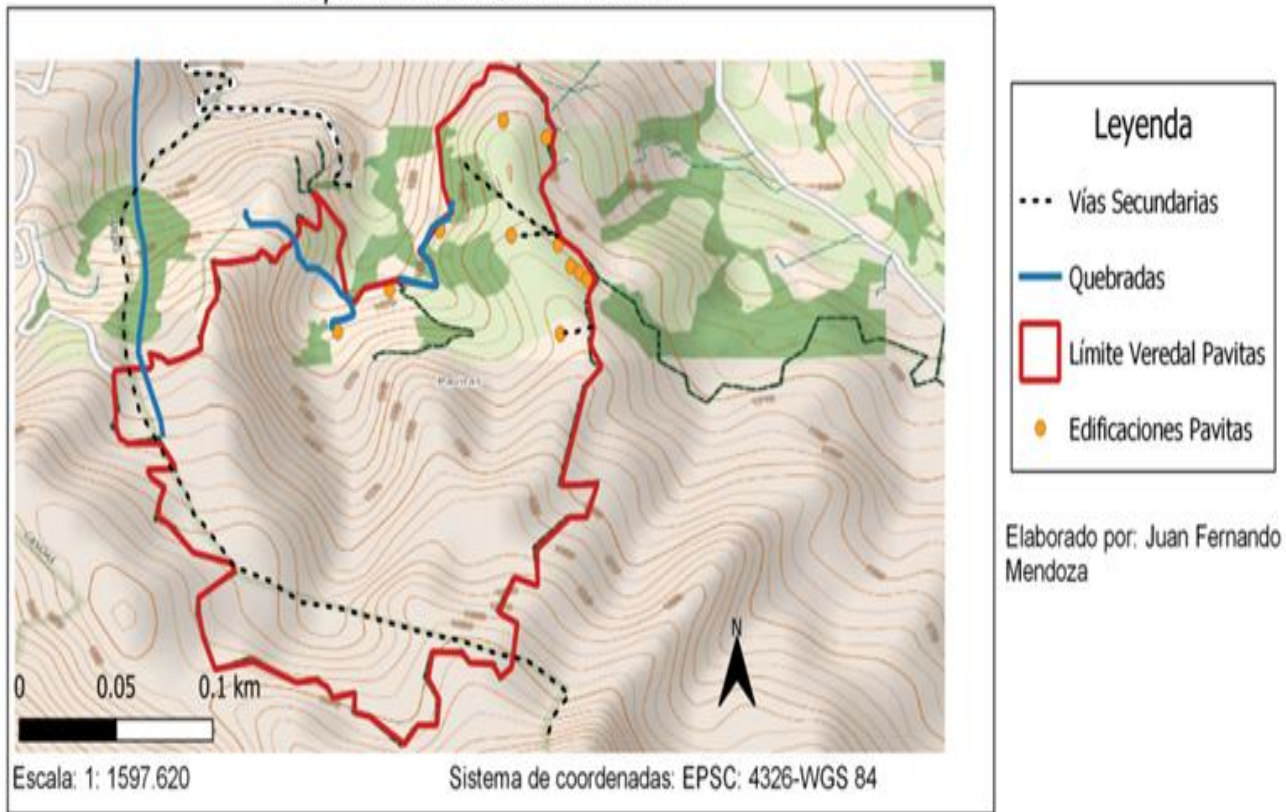 Pavitas
N
0 0.05 0.1 km
Escala: 1: 1597.620
Sistema de coordenadas: EPSC: 4326-WGS 84
Leyenda
Vías Secundarias
Quebradas
Límite Veredal Pavitas
Edificaciones Pavitas
Elaborado por: Juan Fernando
Mendoza